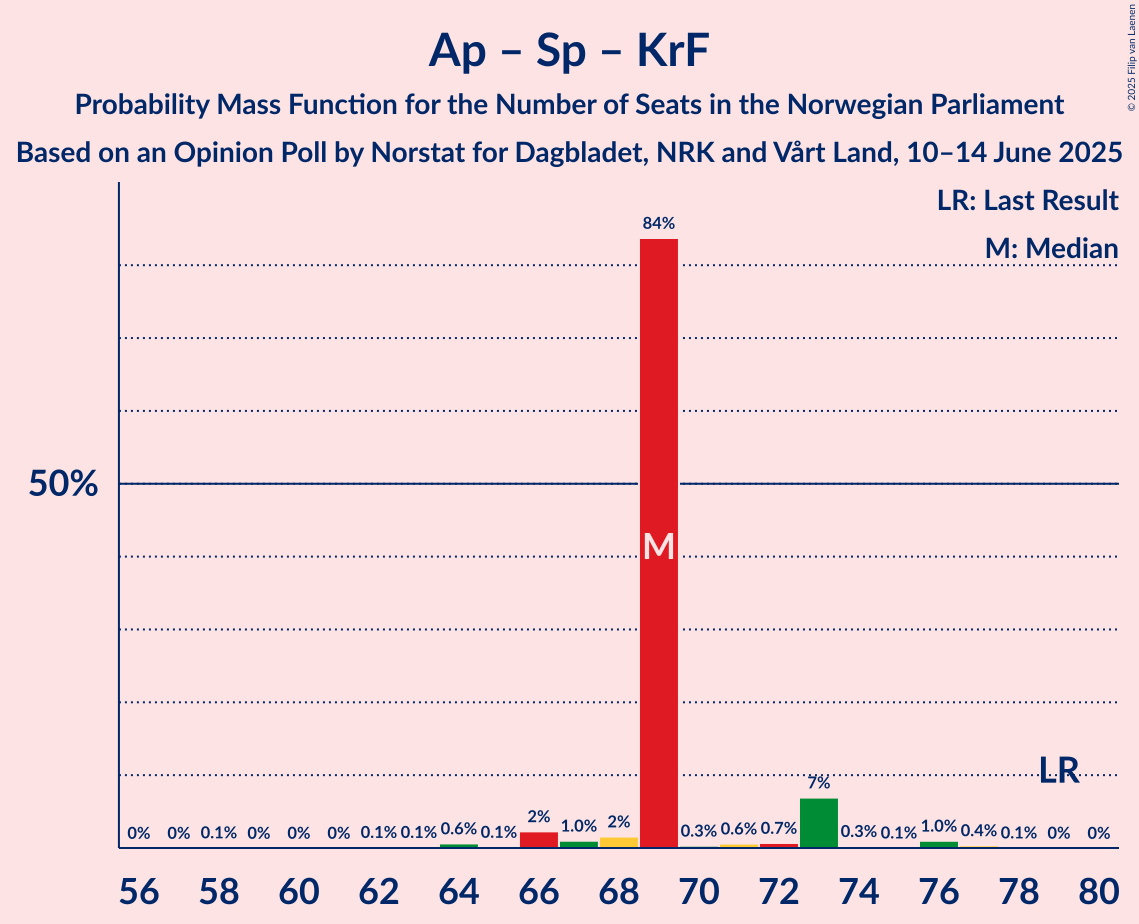 Ap – Sp – KrF
Probability Mass Function for the Number of Seats in the Norwegian Parliament
Based on an Opinion Poll by Norstat for Dagbladet, NRK and Vårt Land, 10–14 June 2025
© 2025 Filip van Laenen
LR: Last Result
M: Median
84%
50%
M
LR
7%
0% 0% 0.1% 0% 0% 0% 0.1% 0.1% 0.6% 0.1% 2% 1.0% 2% 0.3% 0.6% 0.7% 0.3% 0.1% 1.0% 0.4% 0.1% 0% 0%
56 58 60 62 64 66 68 70 72 74 76 78 80